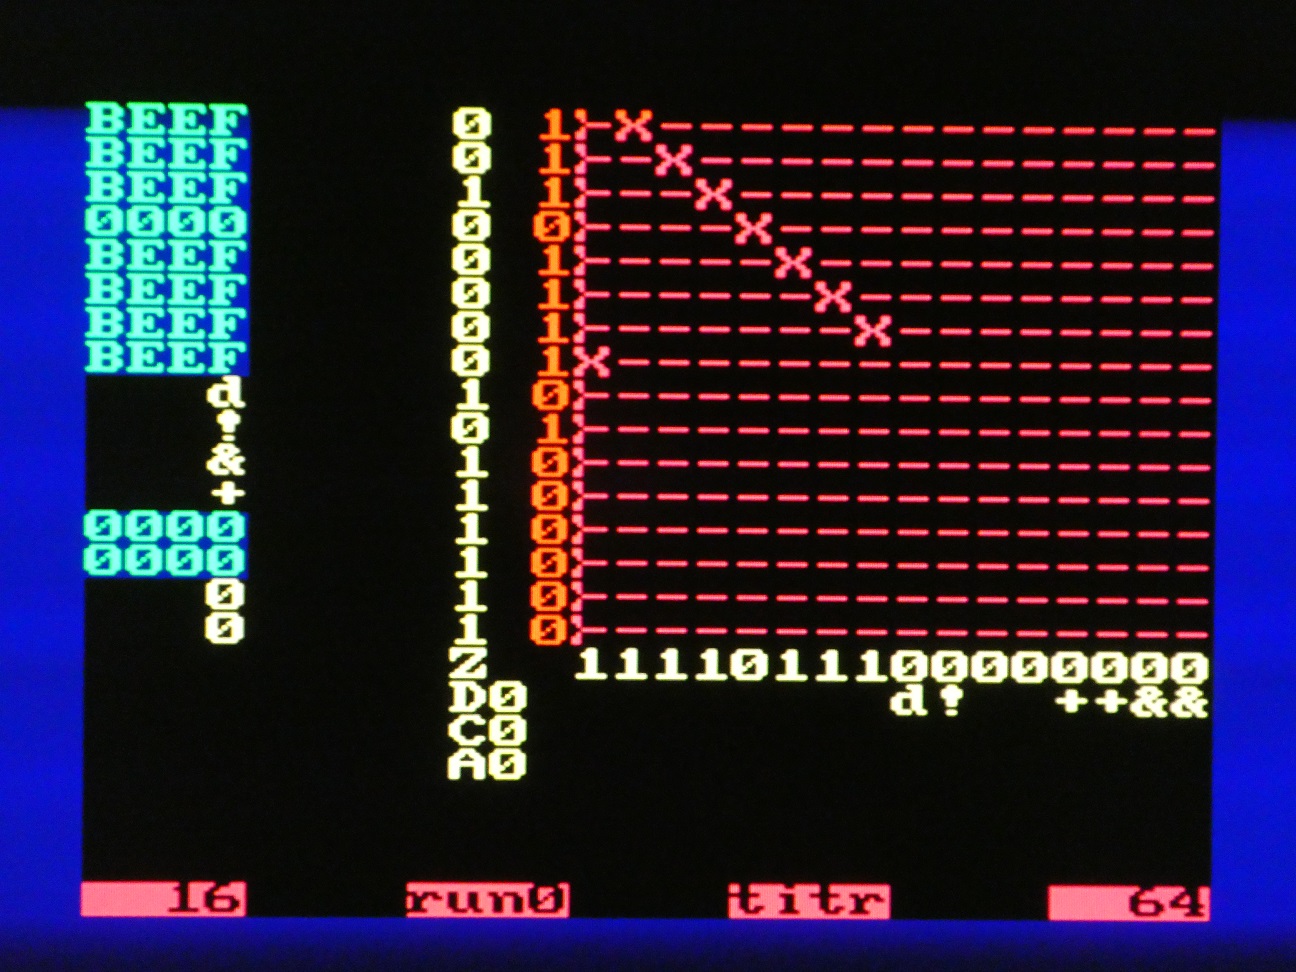 BEEF 0 1 -X--------------
BEEF 0 1 --X-------------
BEEF 1 1 ---X------------
0000 0 0 ----X-----------
BEEF 0 1 -----X----------
BEEF 0 1 ------X---------
BEEF 0 1 -------X--------
BEEF 0 1 X---------------
d 1 0 ----------------
! 0 1 ----------------
& 1 0 ----------------
+ 1 0 ----------------
0000 1 0 ----------------
0000 1 0 ----------------
0 1 0 ----------------
0 1 0 ----------------
Z 1111011100000000
D0 d! ++&&
C0
A0
16 run0 titr 64